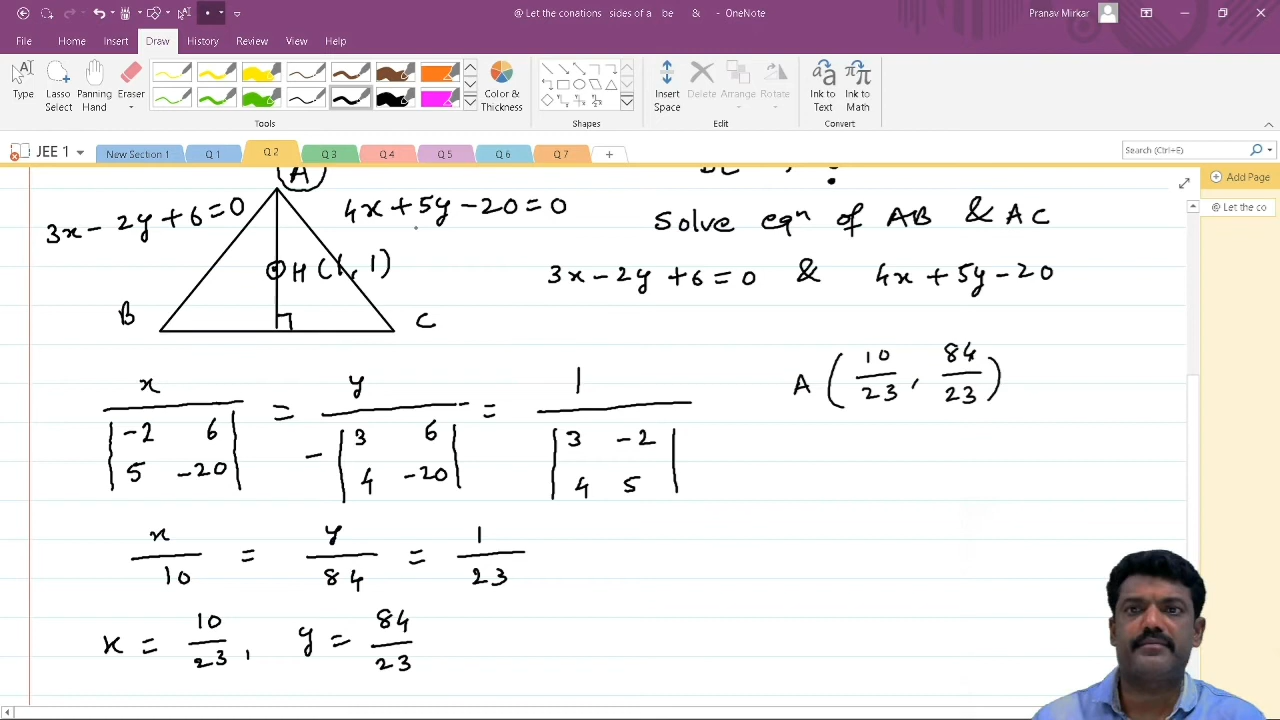 @ Let the conations sides of a be & - OneNote
Pranav Mirkar
File Home Insert Draw History Review View Help
Type
Lasso Select
Panning Hand
Eraser
Color & Thickness
Insert Space
Delete Arrange Rotate
Ink to Text
Ink to Math
Tools Shapes Edit Convert
JEE 1
New Section 1 Q 1 Q 2 Q 3 Q 4 Q 5 Q 6 Q 7 +
Search (Ctrl+E)
Add Page
@ Let the co
A
3x - 2y + 6 = 0
4x + 5y - 20 = 0
H (1, 1)
B
C
Solve eqⁿ of AB & AC
3x - 2y + 6 = 0 & 4x + 5y - 20
A (10/23, 84/23)
x / |-2 6; 5 -20| = y / -|3 6; 4 -20| = 1 / |3 -2; 4 5|
x/10 = y/84 = 1/23
x = 10/23, y = 84/23